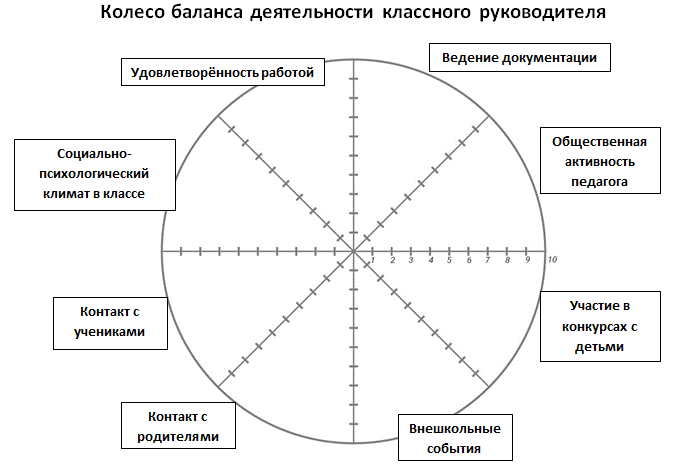 Колесо баланса деятельности классного руководителя
Ведение документации
Удовлетворённость работой
Общественная
активность
педагога
Социально-
психологический
климат в классе
1 2 3 4 5 6 7 8 9 10
Контакт с
учениками
Участие в
конкурсах с
детьми
Контакт с
родителями
Внешкольные
события